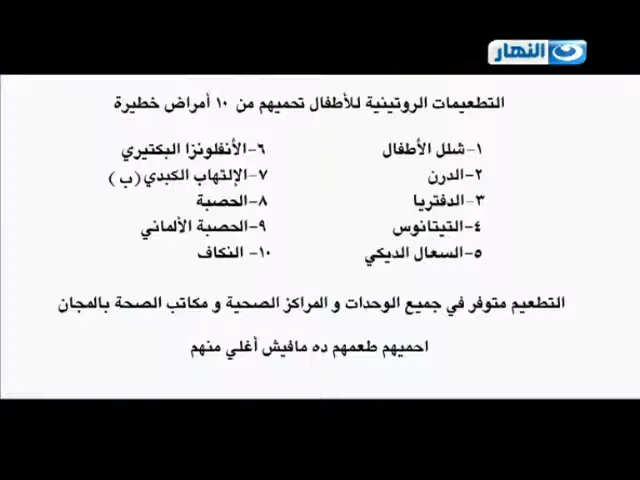 النهار
التطعيمات الروتينية للأطفال تحميهم من ١٠ أمراض خطيرة
١-شلل الأطفال
٢-الدرن
٣-الدفتريا
٤-التيتانوس
٥-السعال الديكي
٦-الأنفلونزا البكتيري
٧-الإلتهاب الكبدي(ب)
٨-الحصبة
٩-الحصبة الألماني
١٠- النكاف
التطعيم متوفر في جميع الوحدات و المراكز الصحية و مكاتب الصحة بالمجان
احميهم طعمهم ده مافيش أغلي منهم